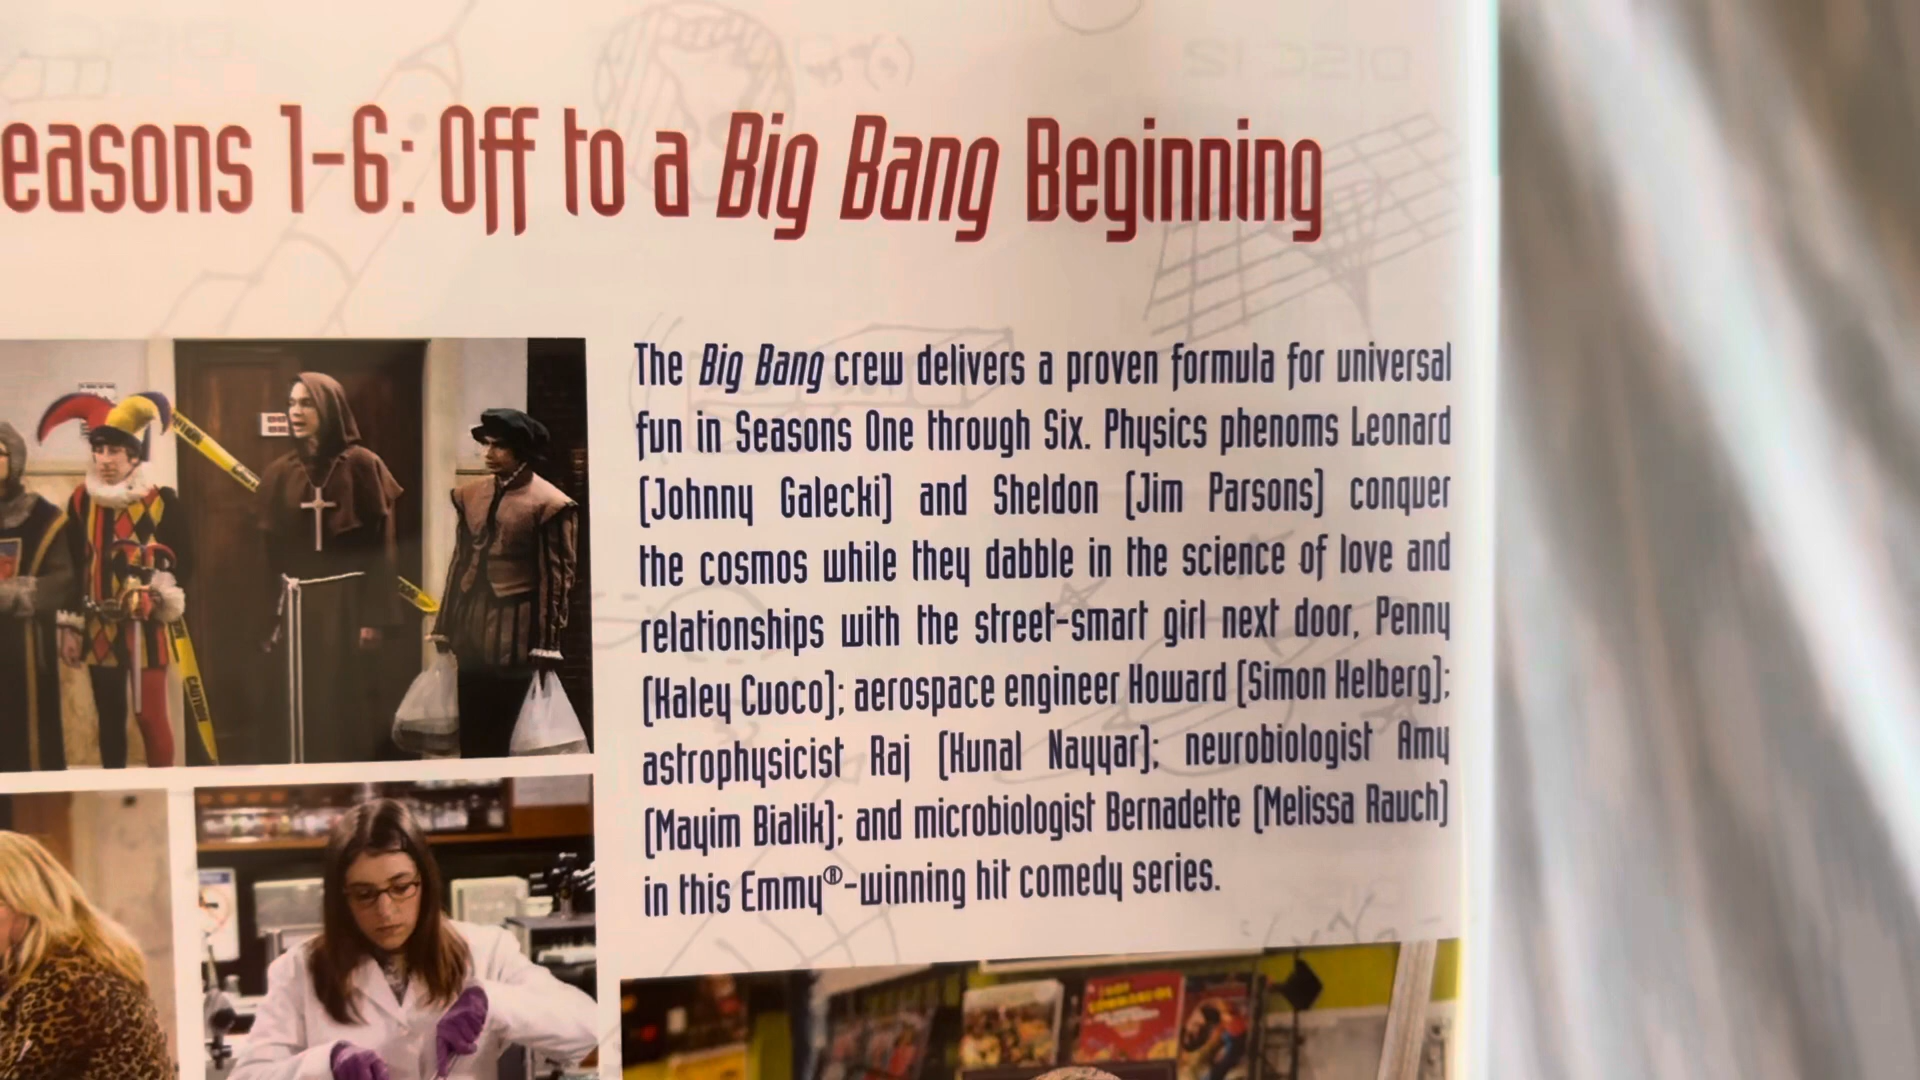 easons 1-6: Off to a Big Bang Beginning
The Big Bang crew delivers a proven formula for universal
fun in Seasons One through Six. Physics phenoms Leonard
(Johnny Galecki) and Sheldon (Jim Parsons) conquer
the cosmos while they dabble in the science of love and
relationships with the street-smart girl next door, Penny
(Kaley Cuoco); aerospace engineer Howard (Simon Helberg);
astrophysicist Raj (Kunal Nayyar); neurobiologist Amy
(Mayim Bialik); and microbiologist Bernadette (Melissa Rauch)
in this Emmy®-winning hit comedy series.
CAUTION
DISC 12